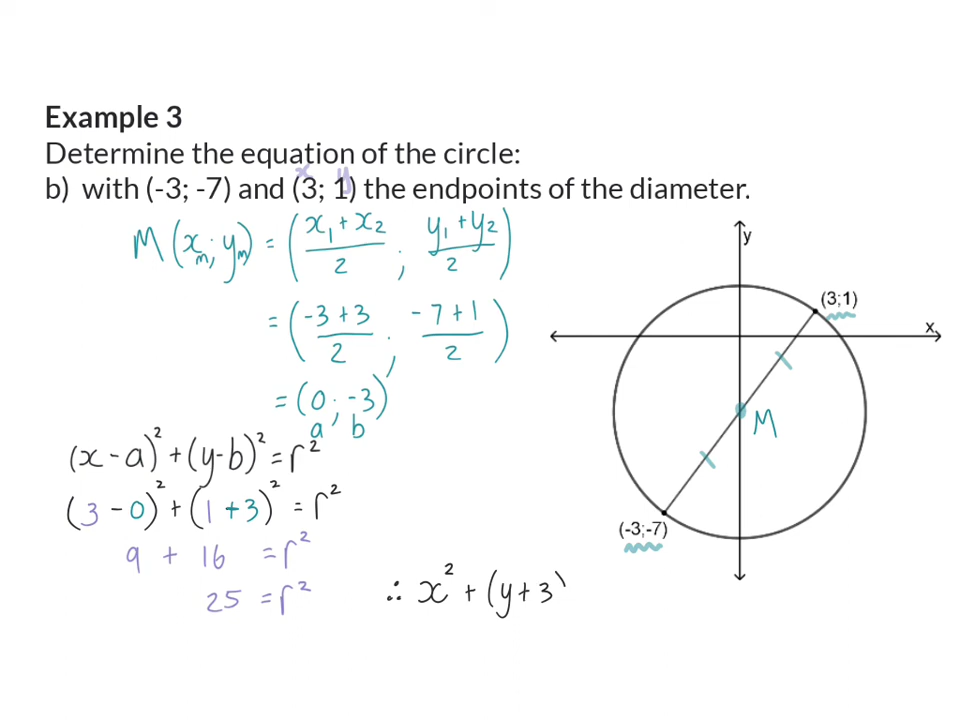 Example 3
Determine the equation of the circle:
x y
b) with (-3; -7) and (3; 1) the endpoints of the diameter.
M(xₘ; yₘ) = (x₁ + x₂ / 2 ; y₁ + y₂ / 2)
= (-3 + 3 / 2 ; -7 + 1 / 2)
= (0 ; -3)
a b
(x - a)² + (y - b)² = r²
(3 - 0)² + (1 + 3)² = r²
9 + 16 = r²
25 = r²
∴ x² + (y + 3)
y
(3;1)
x
M
(-3;-7)